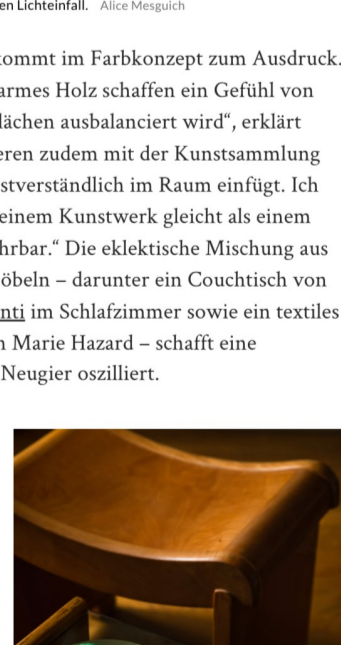 en Lichteinfall. Alice Mesguich
kommt im Farbkonzept zum Ausdruck.
armes Holz schaffen ein Gefühl von
lächen ausbalanciert wird“, erklärt
eren zudem mit der Kunstsammlung
stverständlich im Raum einfügt. Ich
einem Kunstwerk gleicht als einem
hrbar.“ Die eklektische Mischung aus
öbeln – darunter ein Couchtisch von
nti im Schlafzimmer sowie ein textiles
n Marie Hazard – schafft eine
Neugier oszilliert.